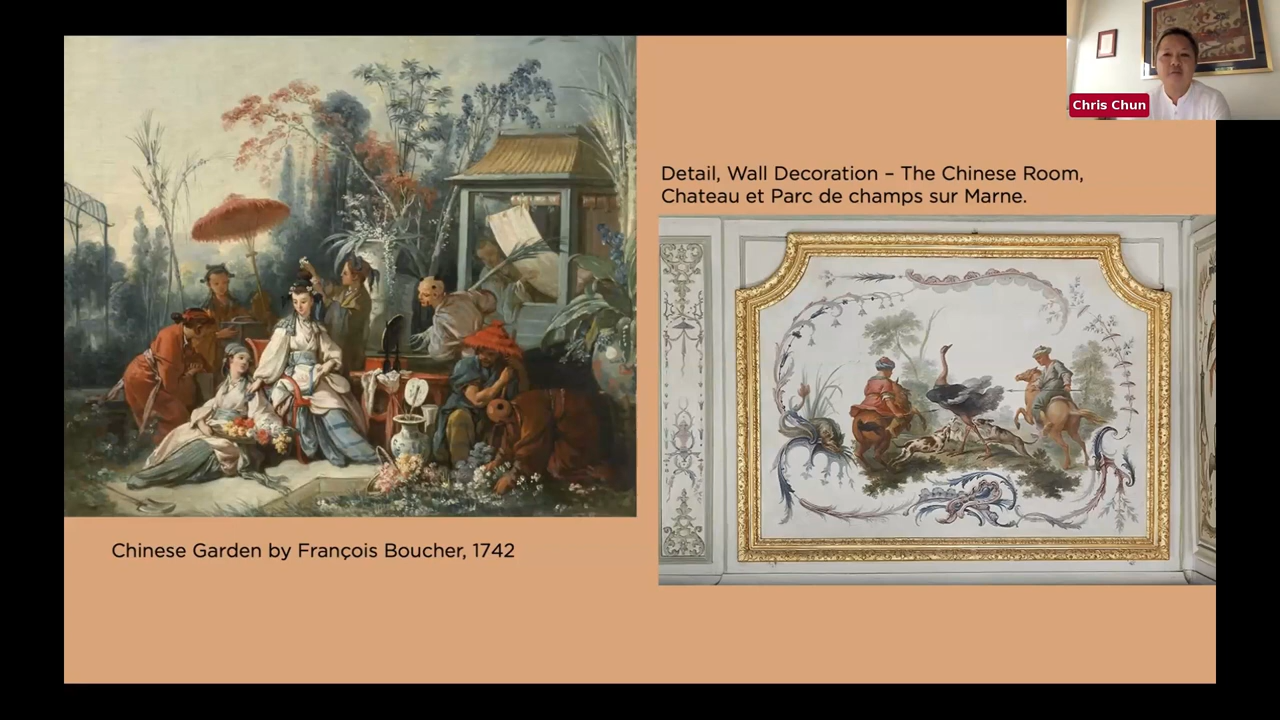 Chris Chun
Detail, Wall Decoration – The Chinese Room,
Chateau et Parc de champs sur Marne.
Chinese Garden by François Boucher, 1742